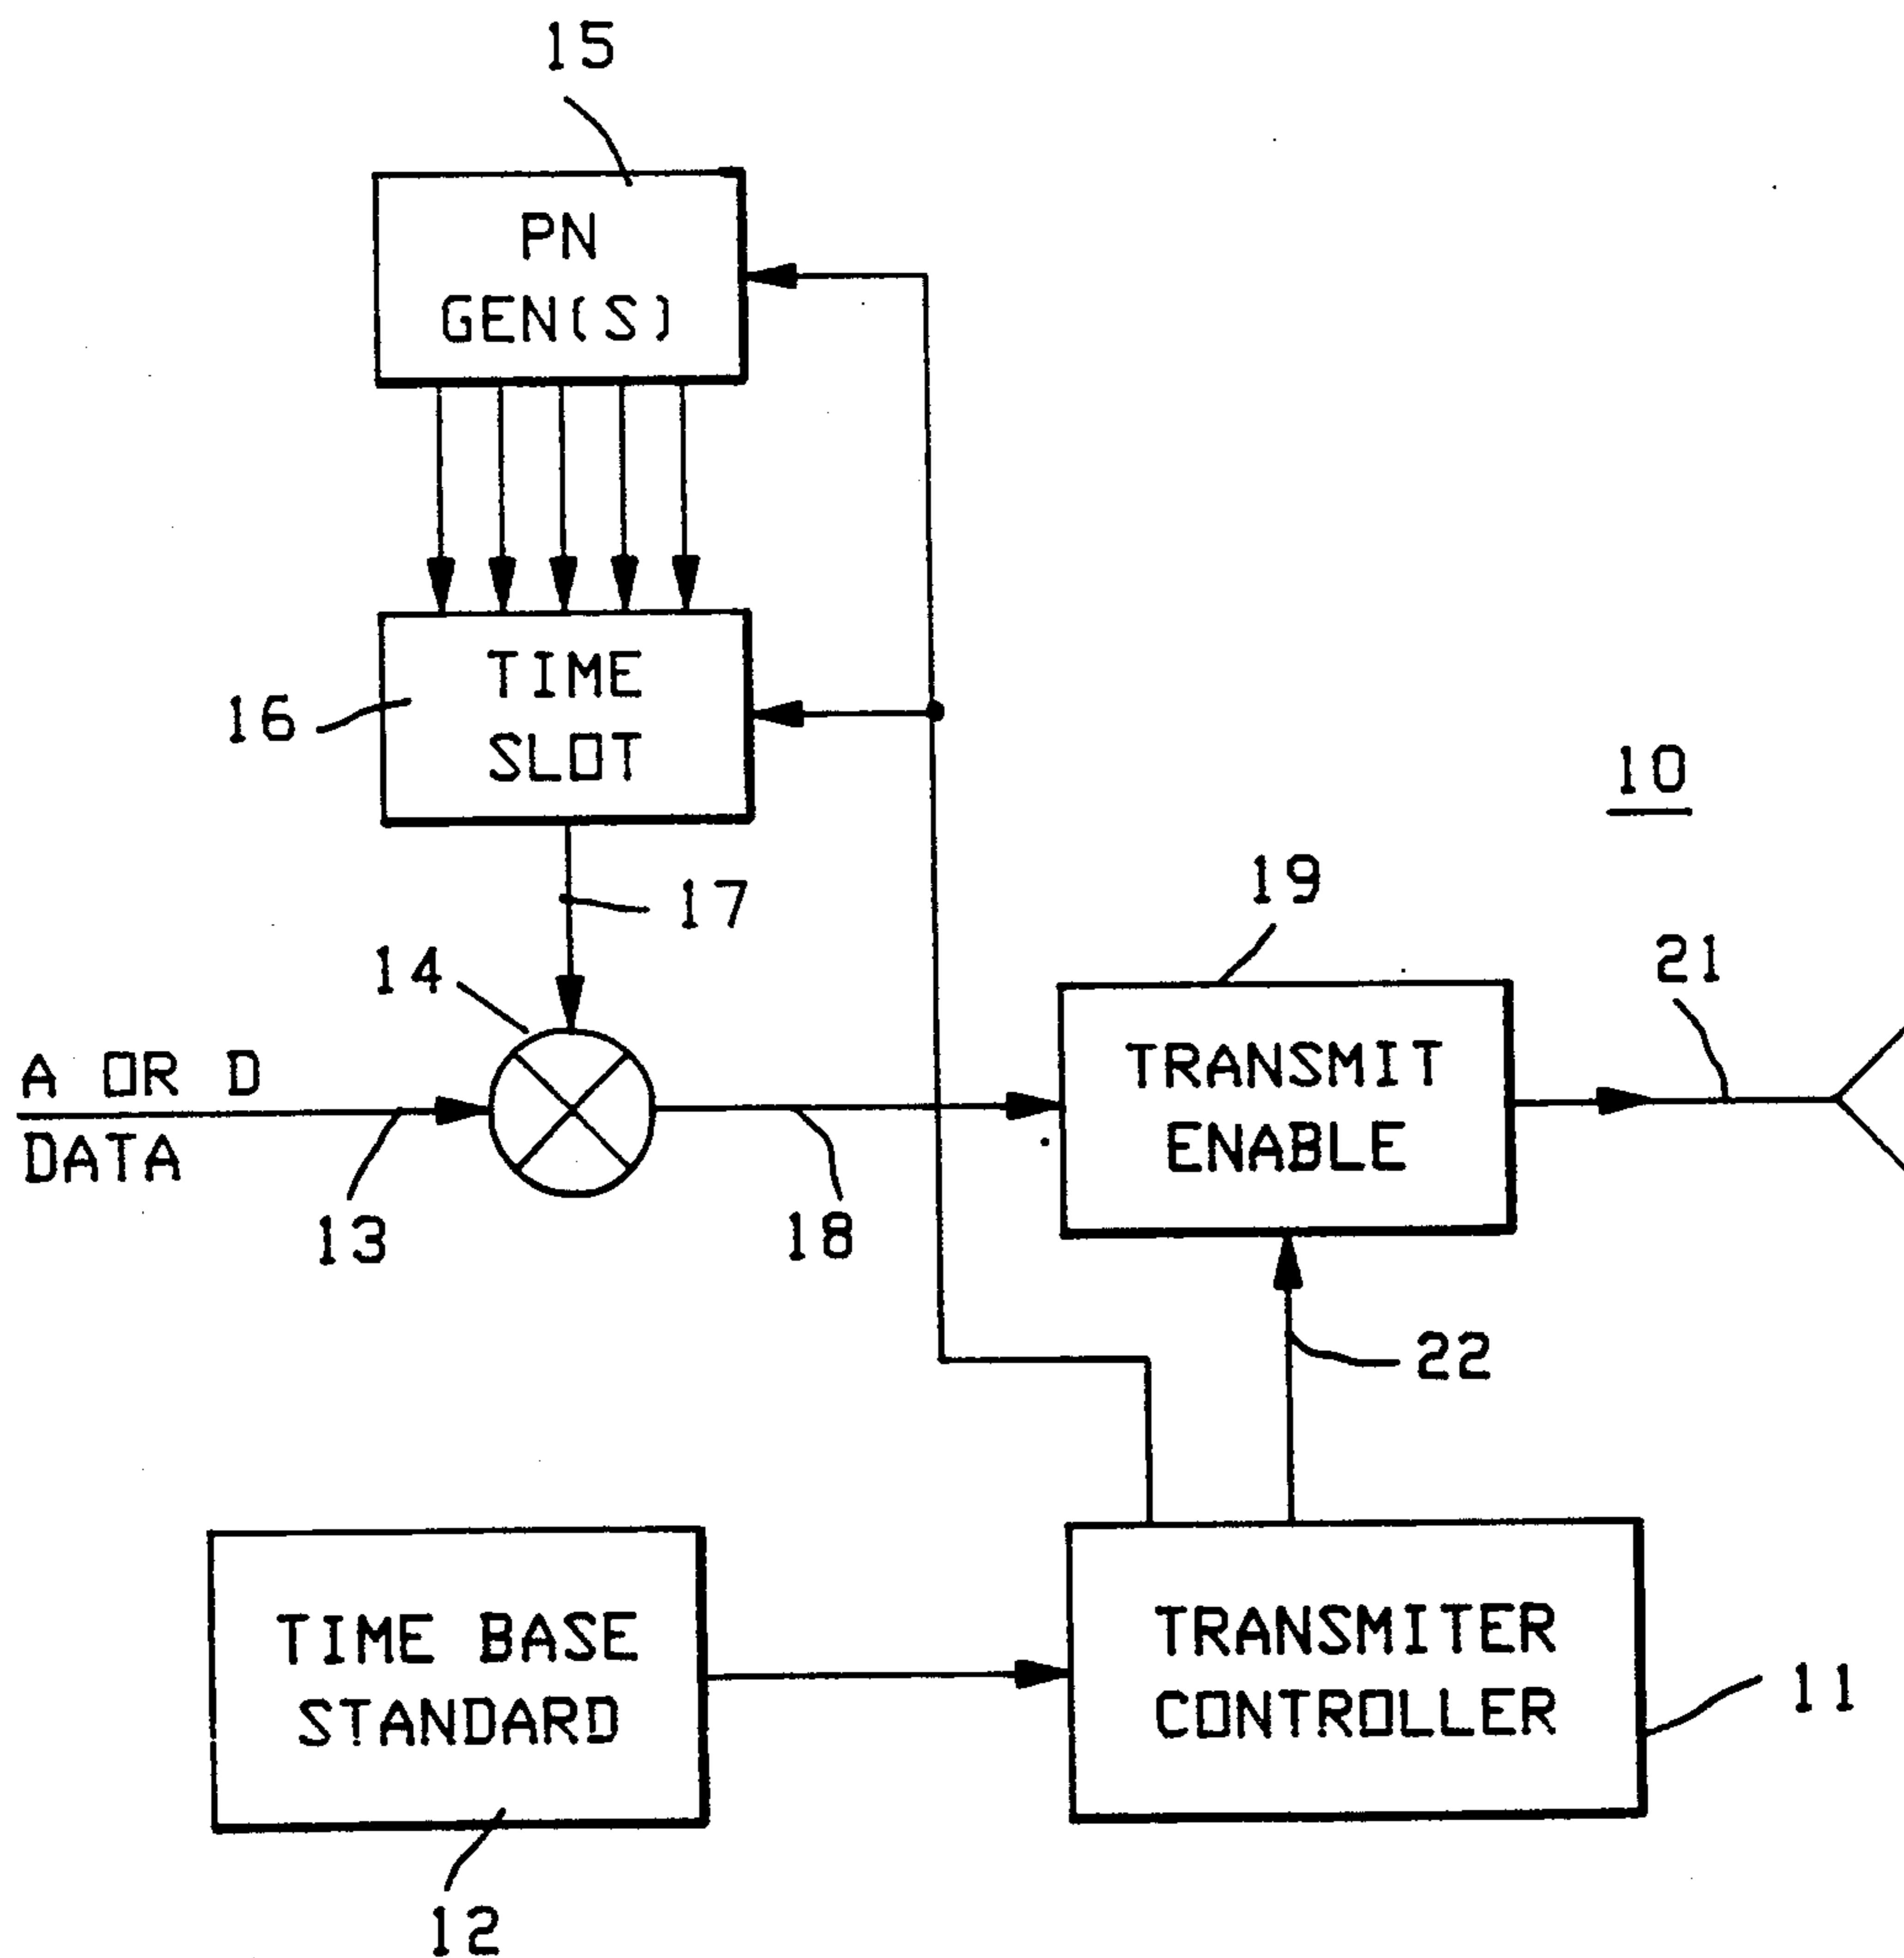 15
PN
GEN(S)
TIME
SLOT
16
10
17
19
14
21
A OR D
DATA
TRANSMIT
ENABLE
13
18
22
TIME BASE
STANDARD
TRANSMITER
CONTROLLER
11
12